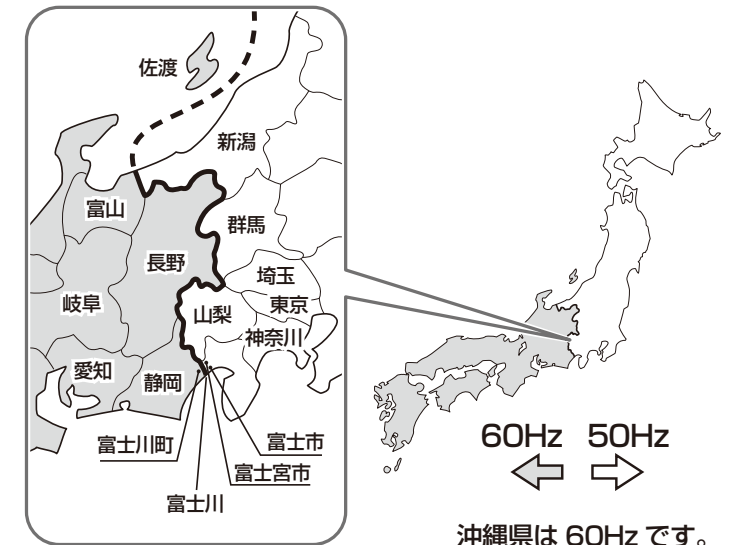 佐渡
新潟
富山
群馬
長野
埼玉
岐阜
山梨
東京
神奈川
愛知
静岡
富士川町
富士市
富士宮市
富士川
60Hz 50Hz
沖縄県は 60Hz です。